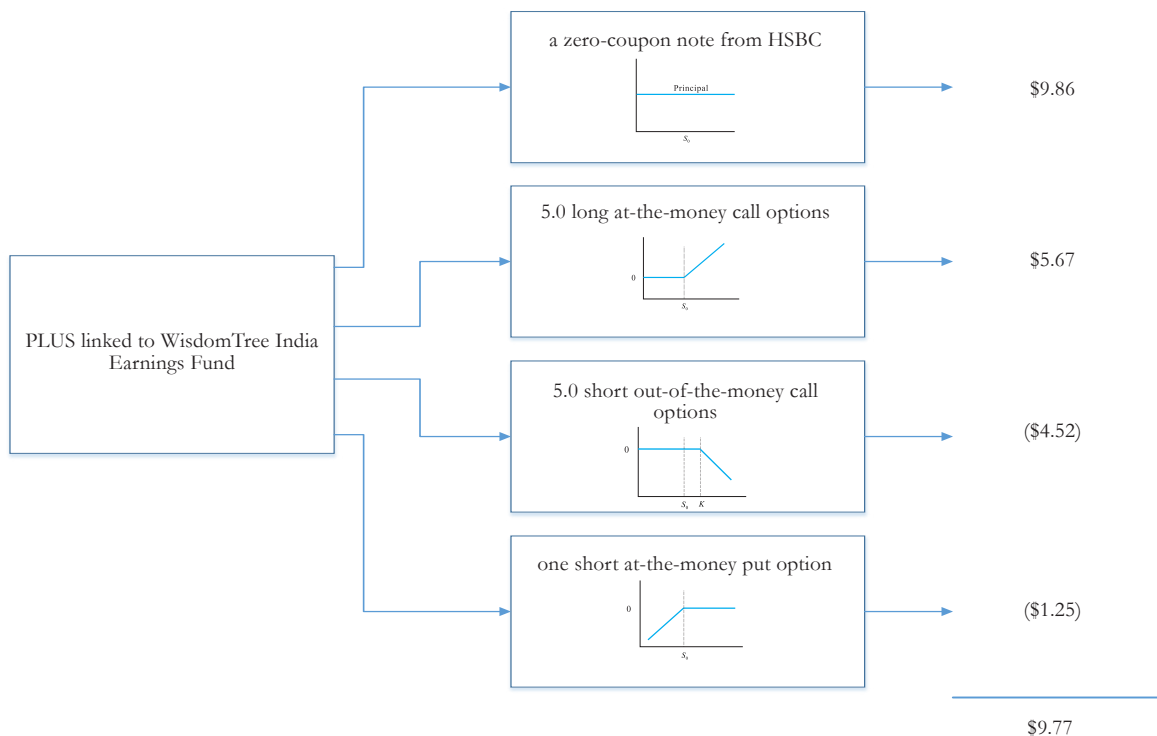 PLUS linked to WisdomTree India
Earnings Fund
a zero-coupon note from HSBC
Principal
S₀
$9.86
5.0 long at-the-money call options
0
S₀
$5.67
5.0 short out-of-the-money call
options
0
S₀ K
($4.52)
one short at-the-money put option
0
S₀
($1.25)
$9.77